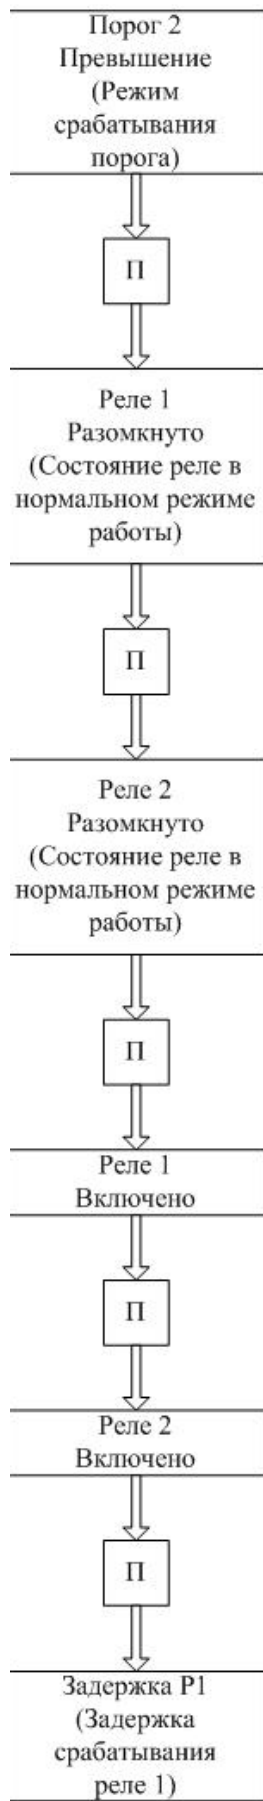 Порог 2
Превышение
(Режим
срабатывания
порога)
П
Реле 1
Разомкнуто
(Состояние реле в
нормальном режиме
работы)
П
Реле 2
Разомкнуто
(Состояние реле в
нормальном режиме
работы)
П
Реле 1
Включено
П
Реле 2
Включено
П
Задержка Р1
(Задержка
срабатывания
реле 1)